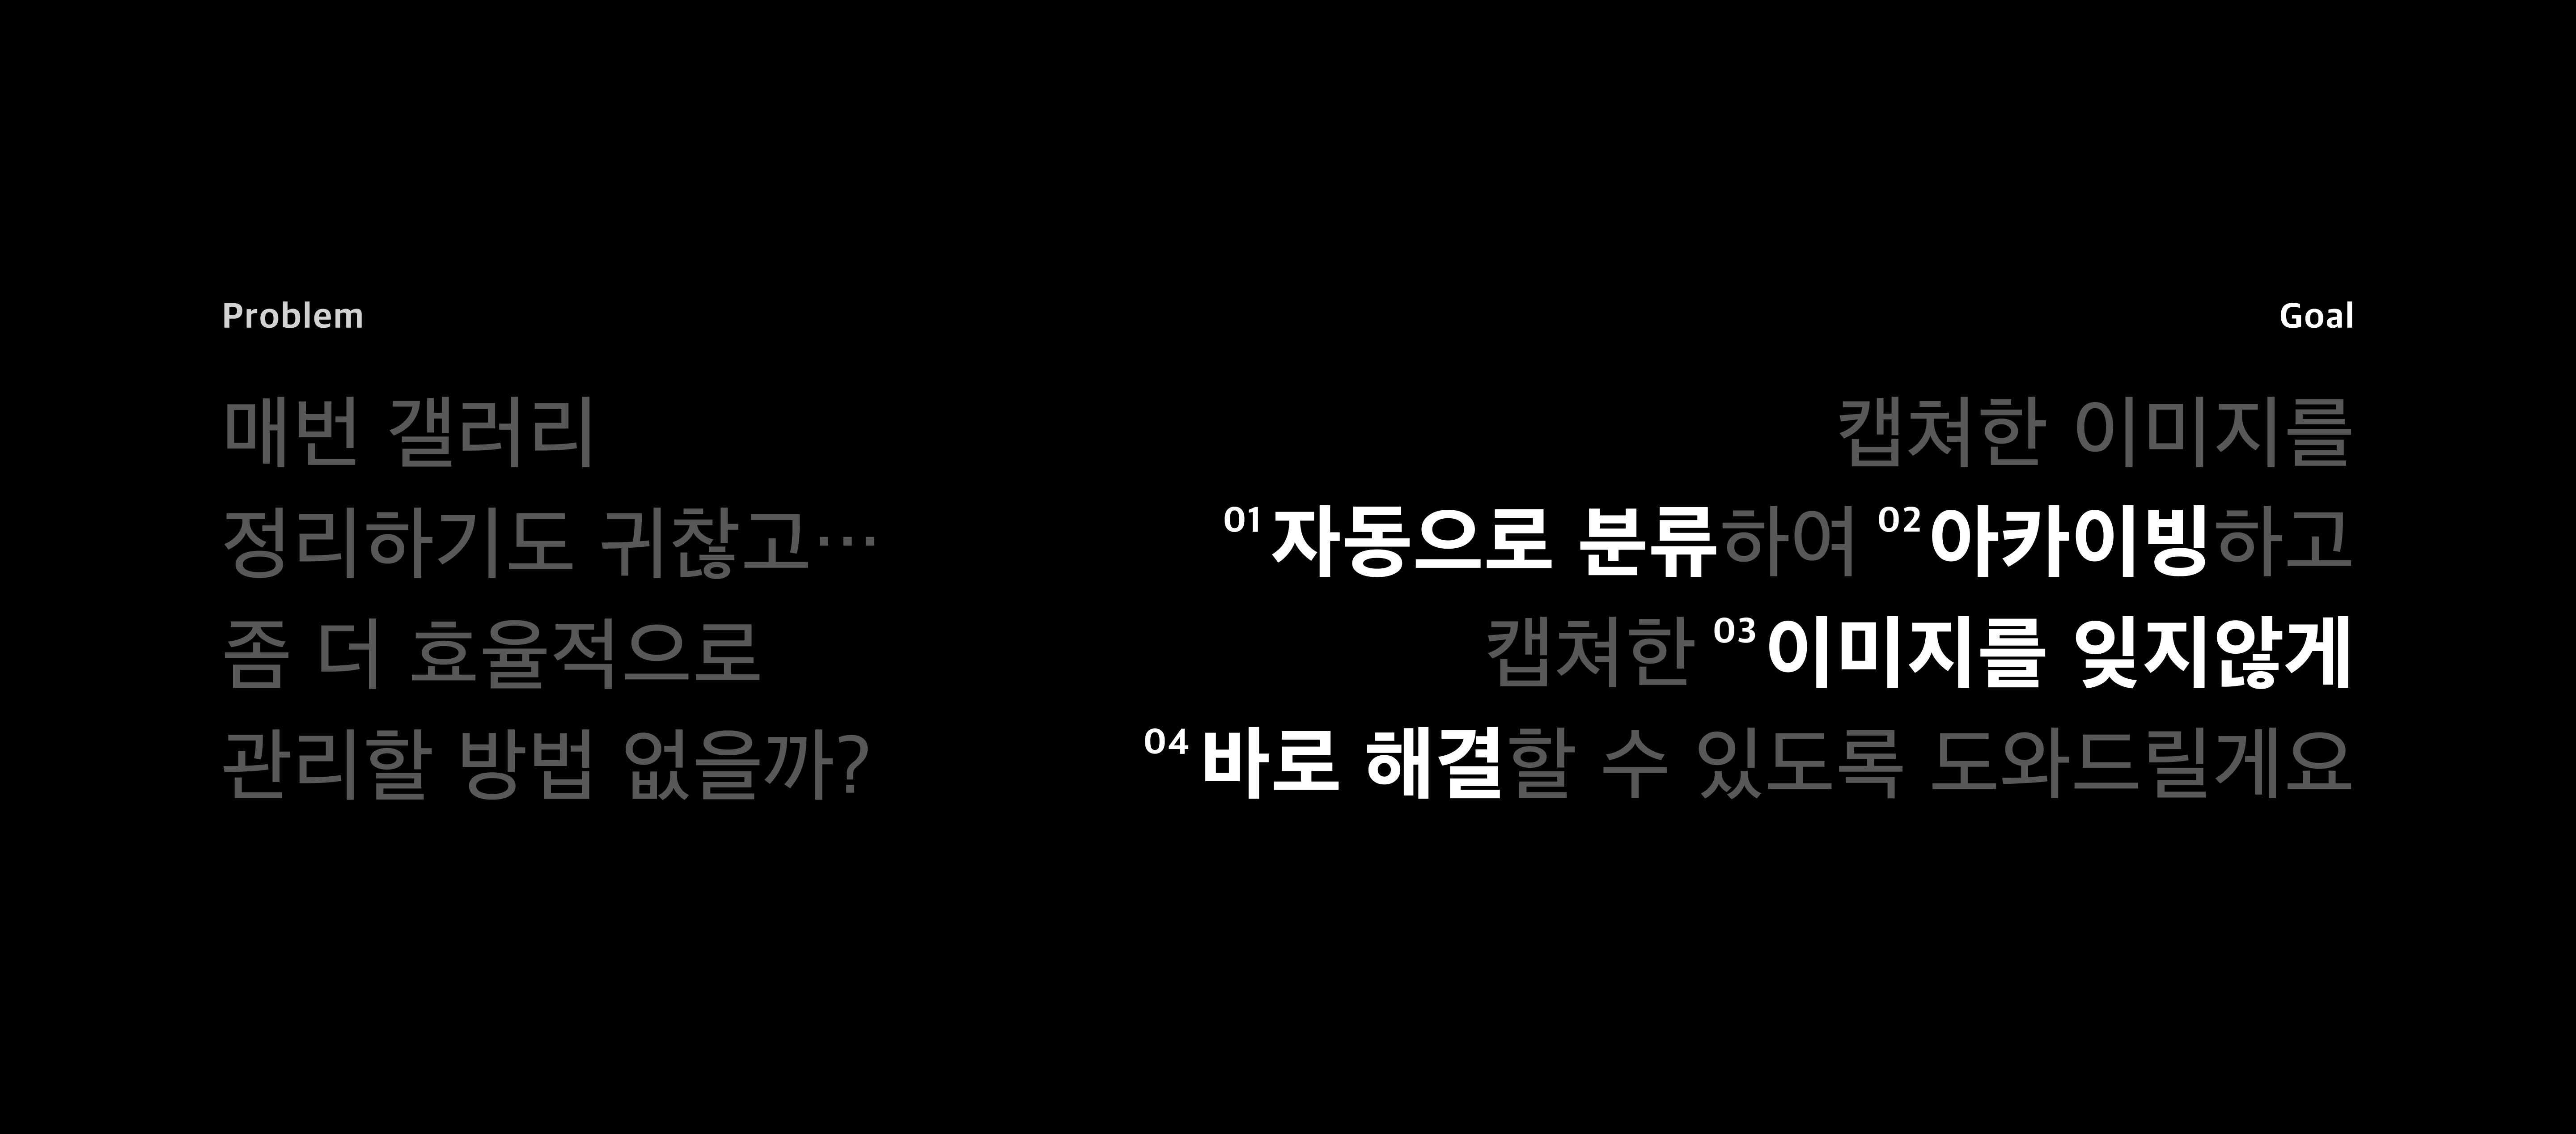 Problem
매번 갤러리
정리하기도 귀찮고…
좀 더 효율적으로
관리할 방법 없을까?
Goal
캡쳐한 이미지를
01 자동으로 분류하여 02 아카이빙하고
캡쳐한 03 이미지를 잊지않게
04 바로 해결할 수 있도록 도와드릴게요